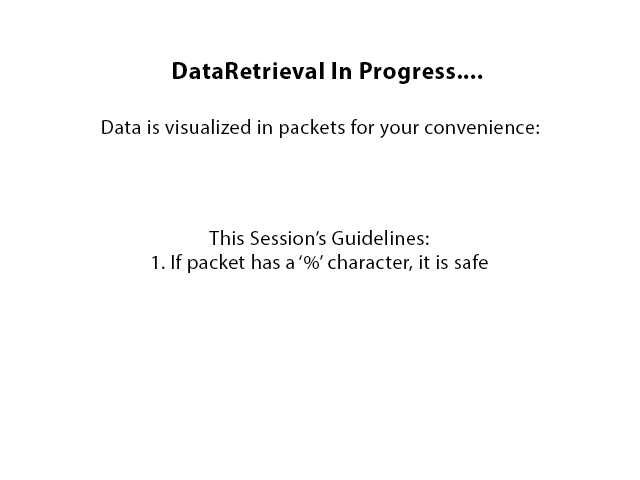 DataRetrieval In Progress....
Data is visualized in packets for your convenience:
This Session’s Guidelines:
1. If packet has a ‘%’ character, it is safe